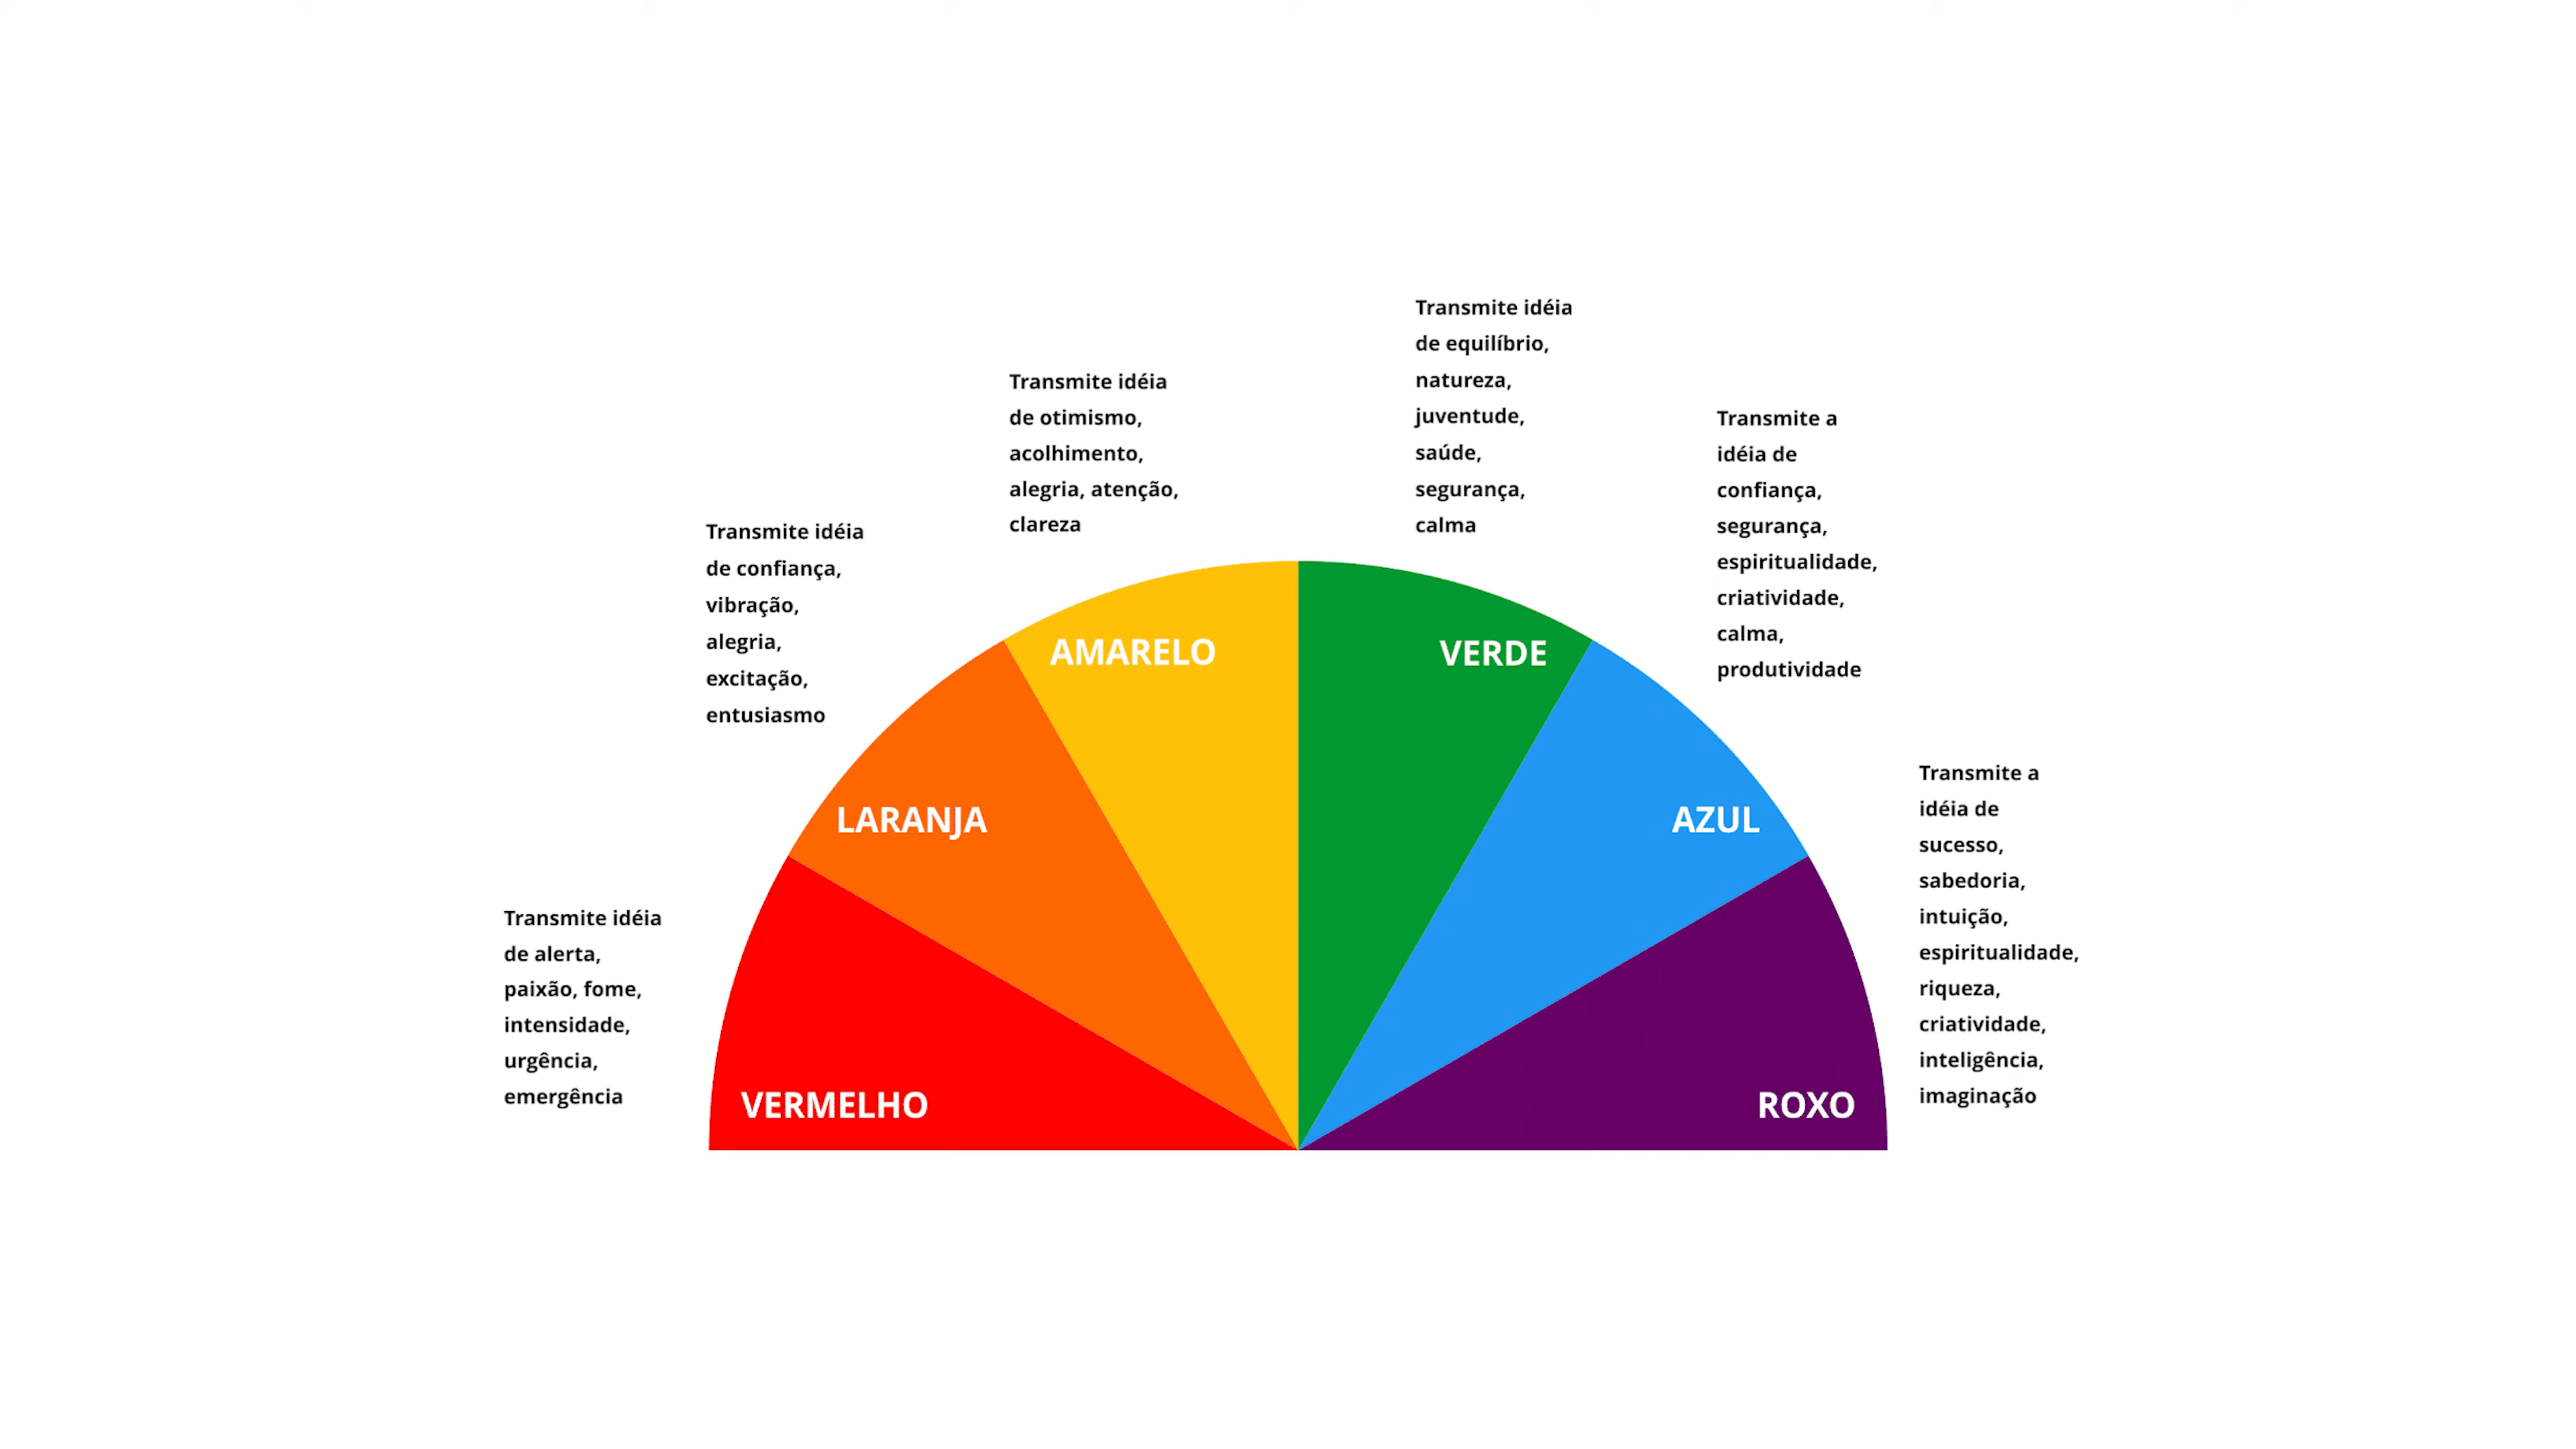 Transmite idéia
de alerta,
paixão, fome,
intensidade,
urgência,
emergência
VERMELHO
Transmite idéia
de confiança,
vibração,
alegria,
excitação,
entusiasmo
LARANJA
Transmite idéia
de otimismo,
acolhimento,
alegria, atenção,
clareza
AMARELO
Transmite idéia
de equilíbrio,
natureza,
juventude,
saúde,
segurança,
calma
VERDE
Transmite a
idéia de
confiança,
segurança,
espiritualidade,
criatividade,
calma,
produtividade
AZUL
Transmite a
idéia de
sucesso,
sabedoria,
intuição,
espiritualidade,
riqueza,
criatividade,
inteligência,
imaginação
ROXO